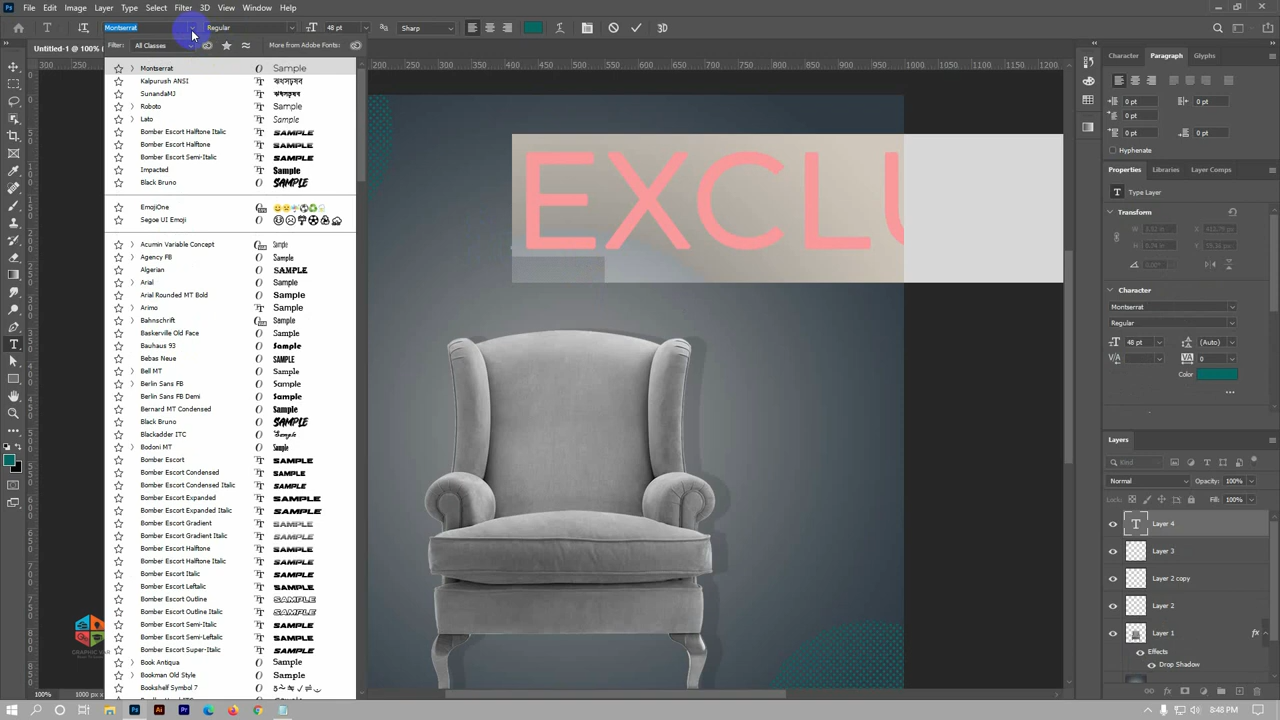 File Edit Image Layer Type Select Filter 3D View Window Help
Montserrat Regular 48 pt Sharp 3D
Filter: All Classes More from Adobe Fonts:
Untitled-1 @ 100%
Montserrat Sample
Kalpurush ANSI
SunandaMJ
Roboto Sample
Lato Sample
Bomber Escort Halftone Italic SAMPLE
Bomber Escort Halftone SAMPLE
Bomber Escort Semi-Italic SAMPLE
Impacted Sample
Black Bruno SAMPLE
EmojiOne
Segoe UI Emoji
Acumin Variable Concept Sample
Agency FB Sample
Algerian SAMPLE
Arial Sample
Arial Rounded MT Bold Sample
Arimo Sample
Bahnschrift Sample
Baskerville Old Face Sample
Bauhaus 93 Sample
Bebas Neue SAMPLE
Bell MT Sample
Berlin Sans FB Sample
Berlin Sans FB Demi Sample
Bernard MT Condensed Sample
Black Bruno SAMPLE
Blackadder ITC Sample
Bodoni MT Sample
Bomber Escort SAMPLE
Bomber Escort Condensed SAMPLE
Bomber Escort Condensed Italic SAMPLE
Bomber Escort Expanded SAMPLE
Bomber Escort Expanded Italic SAMPLE
Bomber Escort Gradient SAMPLE
Bomber Escort Gradient Italic SAMPLE
Bomber Escort Halftone SAMPLE
Bomber Escort Halftone Italic SAMPLE
Bomber Escort Italic SAMPLE
Bomber Escort Leftalic SAMPLE
Bomber Escort Outline SAMPLE
Bomber Escort Outline Italic SAMPLE
Bomber Escort Semi-Italic SAMPLE
Bomber Escort Semi-Leftalic SAMPLE
Bomber Escort Super-Italic SAMPLE
Book Antiqua Sample
Bookman Old Style Sample
Bookshelf Symbol 7
EXCLU
Character Paragraph Glyphs
0 pt 0 pt
0 pt
0 pt 0 pt
Hyphenate
Properties Libraries Layer Comps
Type Layer
Transform
Character
Montserrat
Regular
48 pt (Auto)
VA 0
Color
Layers
Kind
Normal Opacity: 100%
Lock: Fill: 100%
Layer 4
Layer 3
Layer 2 copy
Layer 2
Layer 1 fx
Effects
Drop Shadow
100% 1000 px
8:48 PM